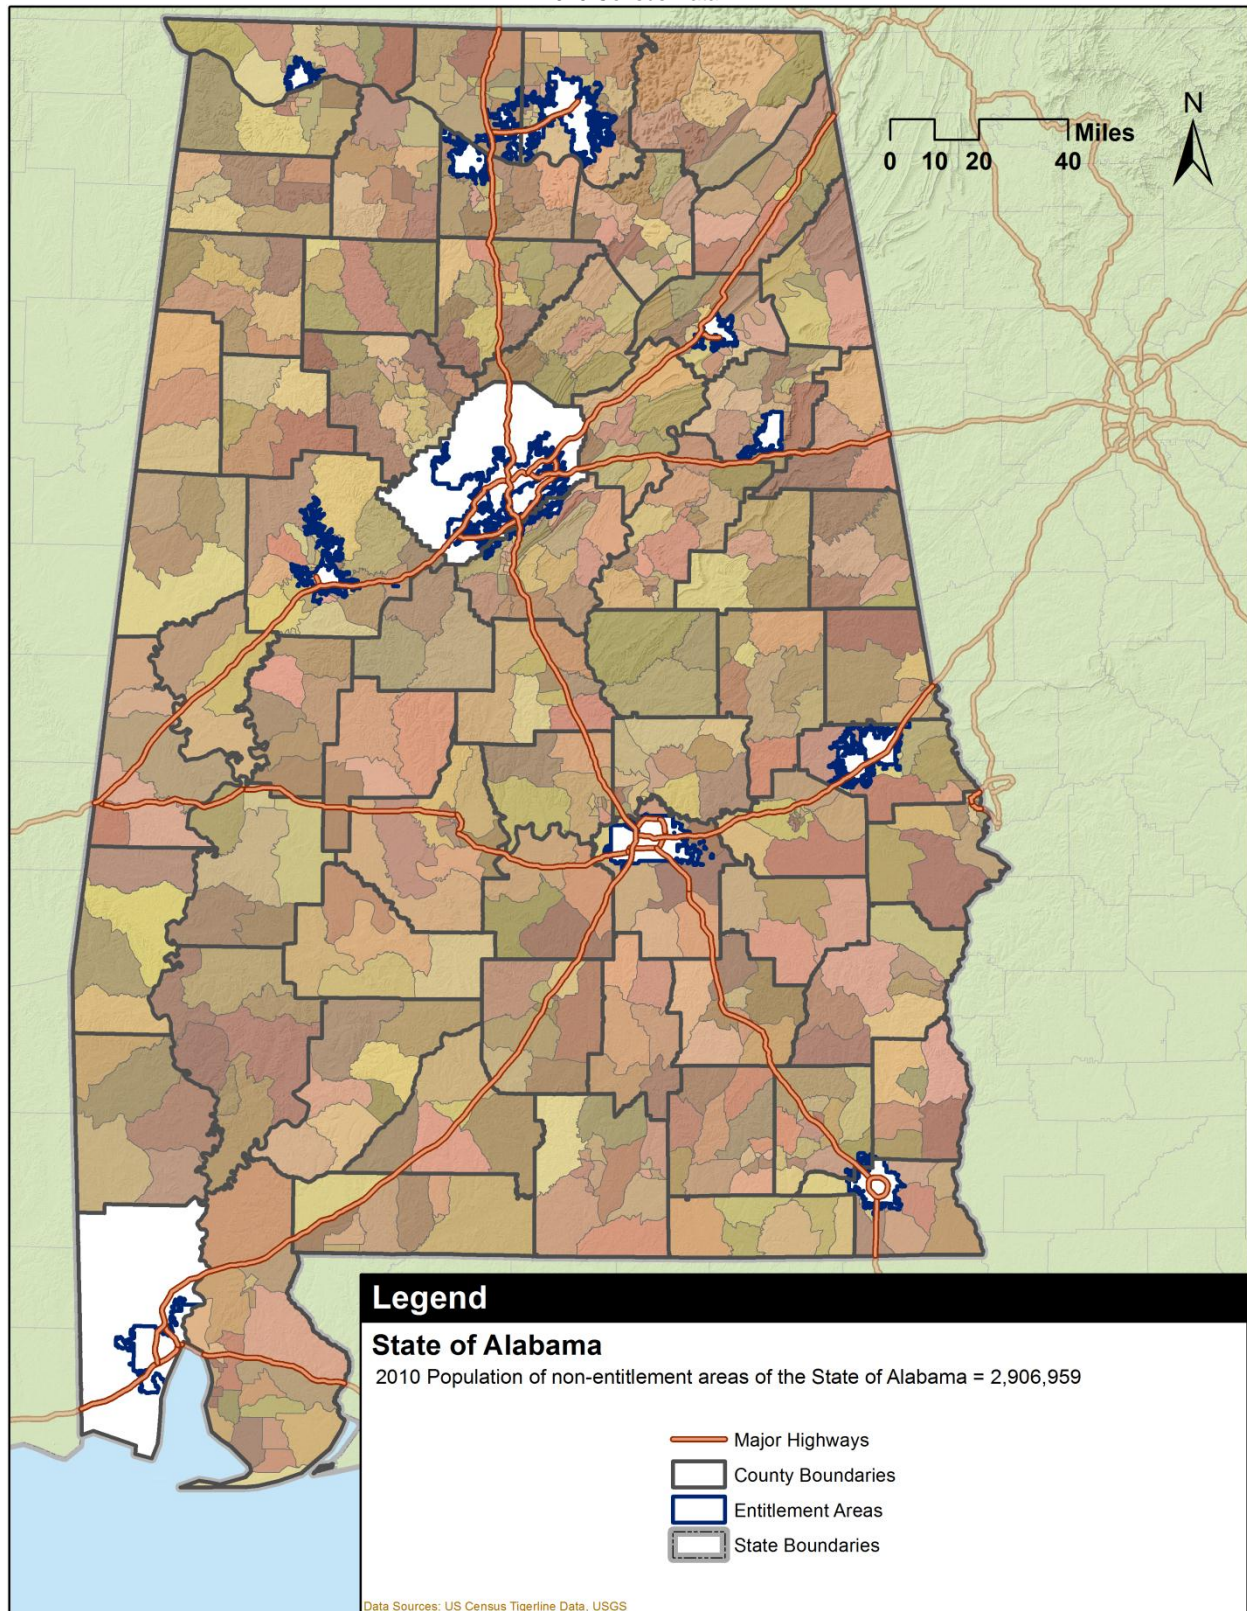 N
Miles
0 10 20 40
Legend
State of Alabama
2010 Population of non-entitlement areas of the State of Alabama = 2,906,959
Major Highways
County Boundaries
Entitlement Areas
State Boundaries
Data Sources: US Census Tigerline Data, USGS